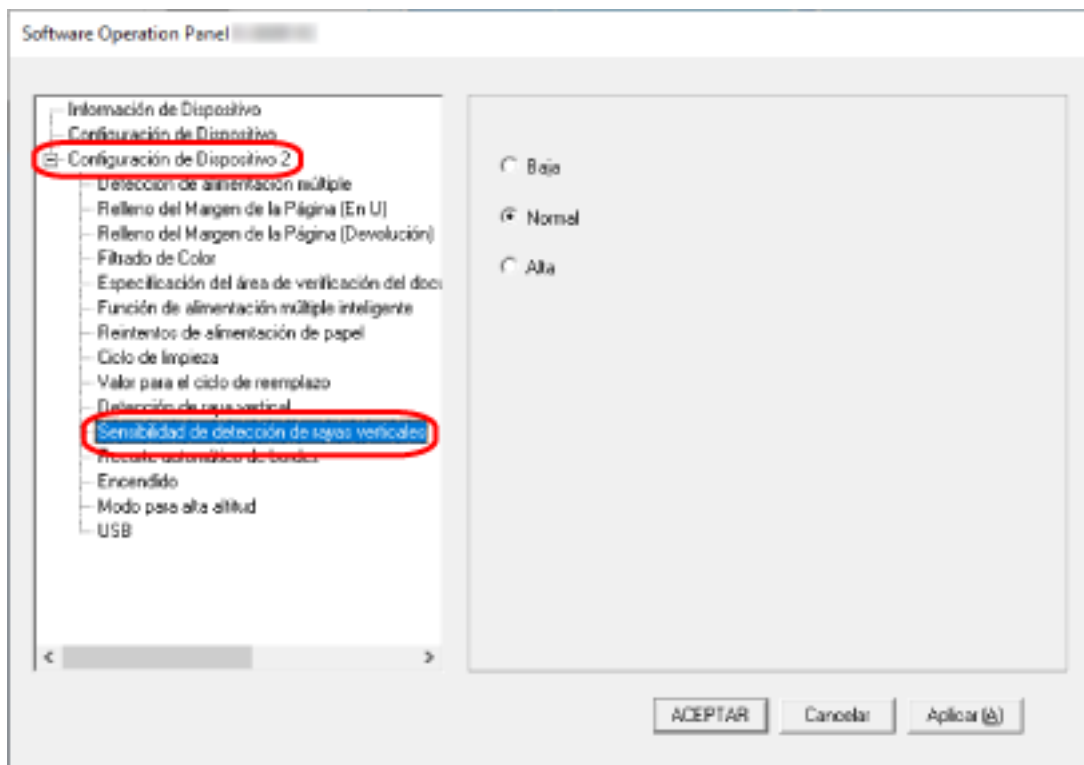 Software Operation Panel
Información de Dispositivo
Configuración de Dispositivo
Configuración de Dispositivo 2
Detección de alimentación múltiple
Relleno del Margen de la Página (En U)
Relleno del Margen de la Página (Devolución)
Filtrado de Color
Especificación del área de verificación del docu
Función de alimentación múltiple inteligente
Reintentos de alimentación de papel
Ciclo de limpieza
Valor para el ciclo de reemplazo
Detección de raya vertical
Sensibilidad de detección de rayas verticales
Recorte automático de bordes
Encendido
Modo para alta altitud
USB
Baja
Normal
Alta
ACEPTAR
Cancelar
Aplicar (A)